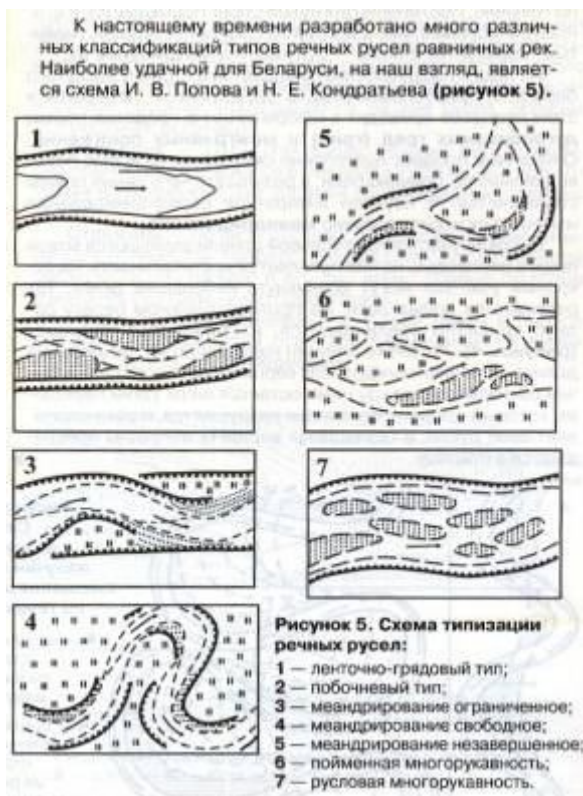 К настоящему времени разработано много различ-
ных классификаций типов речных русел равнинных рек.
Наиболее удачной для Беларуси, на наш взгляд, являет-
ся схема И. В. Попова и Н. Е. Кондратьева (рисунок 5).
1
5
2
6
3
7
4
Рисунок 5. Схема типизации
речных русел:
1 — ленточно-грядовый тип;
2 — побочневый тип;
3 — меандрирование ограниченное;
4 — меандрирование свободное;
5 — меандрирование незавершенное;
6 — пойменная многорукавность;
7 — русловая многорукавность.